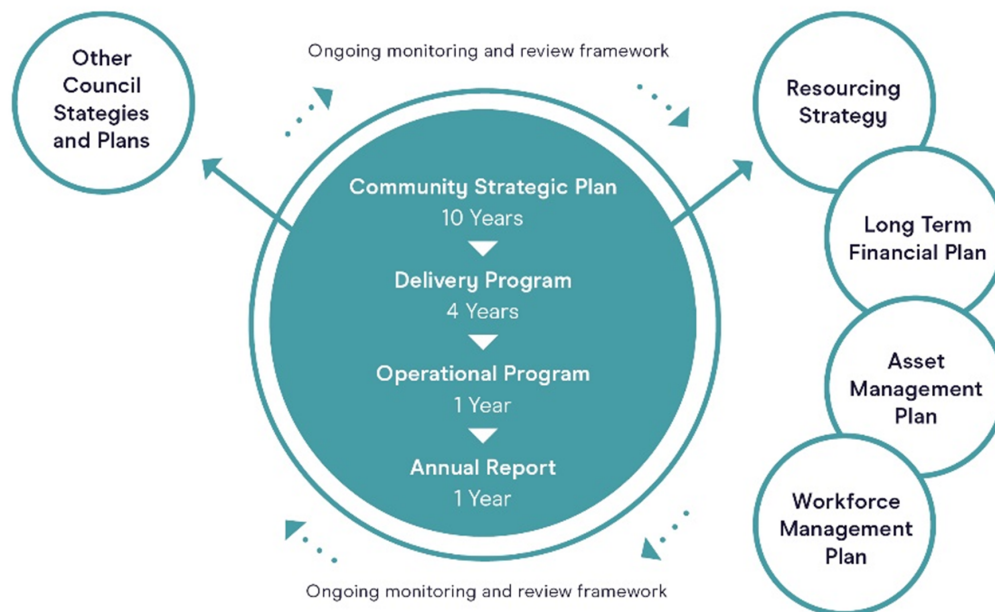 Other
Council
Stategies
and Plans
Ongoing monitoring and review framework
Community Strategic Plan
10 Years
Delivery Program
4 Years
Operational Program
1 Year
Annual Report
1 Year
Resourcing
Strategy
Long Term
Financial Plan
Asset
Management
Plan
Workforce
Management
Plan
Ongoing monitoring and review framework